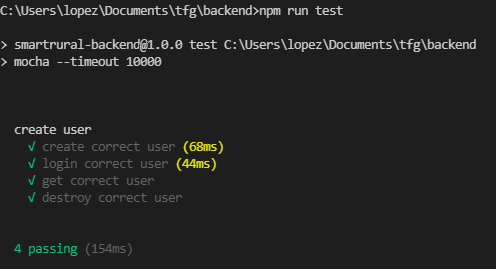 C:\Users\lopez\Documents\tfg\backend>npm run test
> smartrural-backend@1.0.0 test C:\Users\lopez\Documents\tfg\backend
> mocha --timeout 10000
create user
√ create correct user (68ms)
√ login correct user (44ms)
√ get correct user
√ destroy correct user
4 passing (154ms)